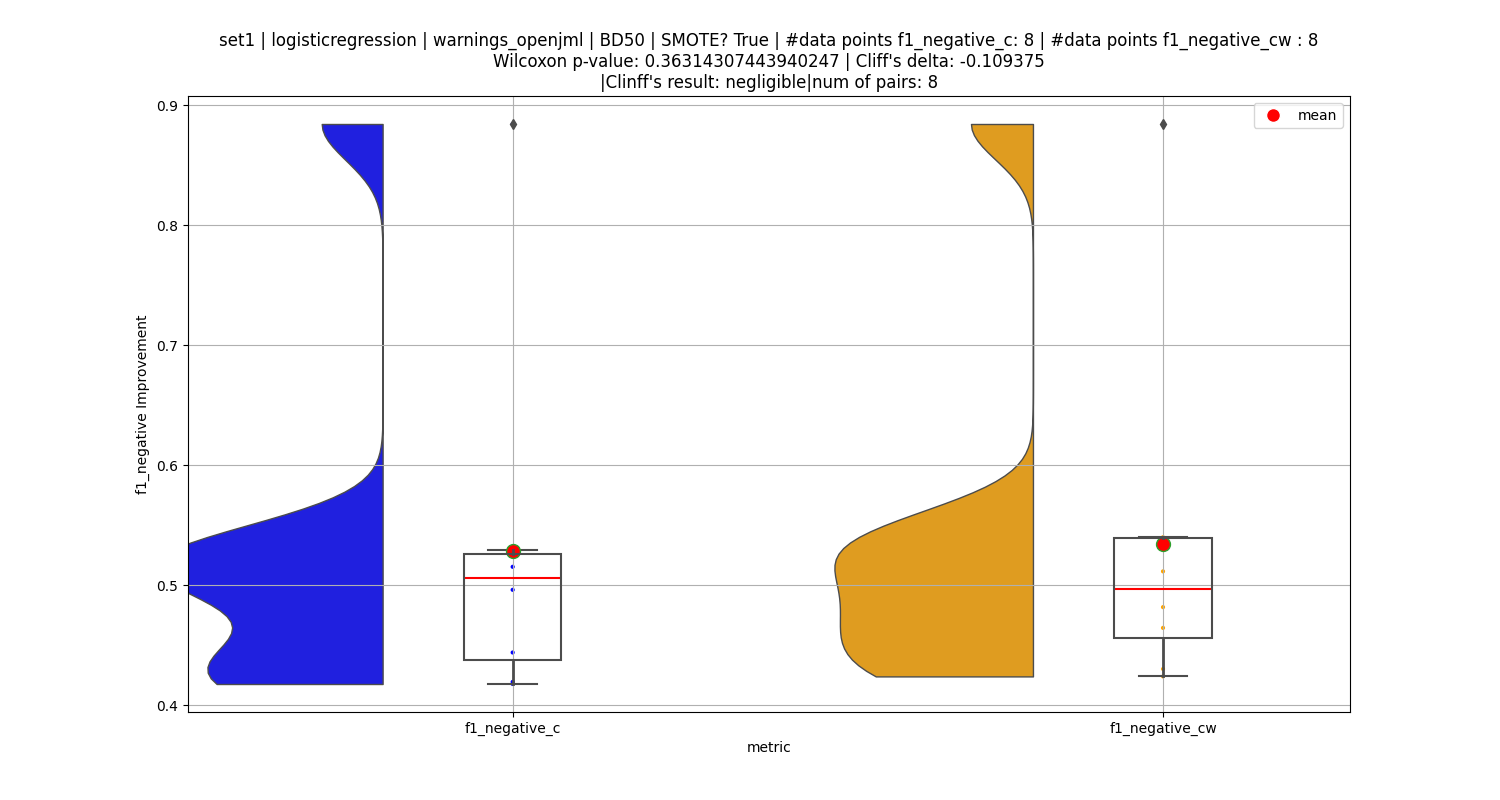 set1 | logisticregression | warnings_openjml | BD50 | SMOTE? True | #data points f1_negative_c: 8 | #data points f1_negative_cw : 8
Wilcoxon p-value: 0.36314307443940247 | Cliff's delta: -0.109375
|Clinff's result: negligible|num of pairs: 8
mean
0.9
0.8
0.7
0.6
0.5
0.4
f1_negative Improvement
f1_negative_c
f1_negative_cw
metric